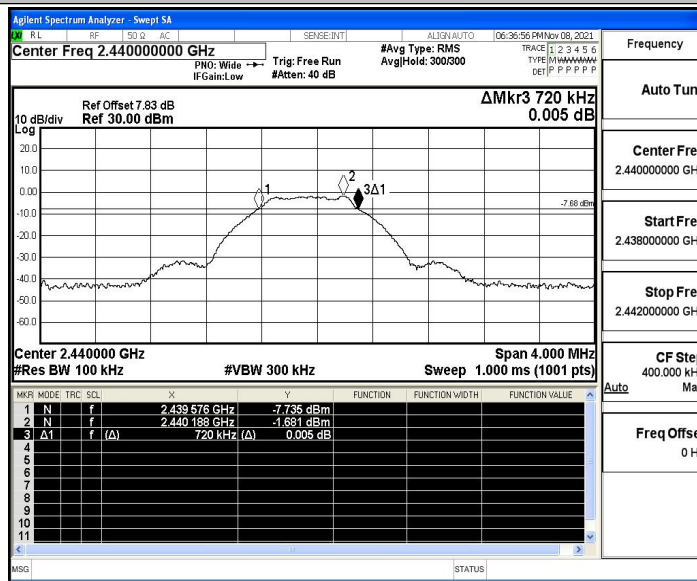 Agilent Spectrum Analyzer - Swept SA
RL RF 50 Ω AC SENSE:INT ALIGN AUTO 06:36:56 PM Nov 08, 2021
Center Freq 2.440000000 GHz #Avg Type: RMS TRACE 1 2 3 4 5 6
PNO: Wide Trig: Free Run Avg|Hold: 300/300 TYPE M
IFGain:Low #Atten: 40 dB DET P P P P P P
Ref Offset 7.83 dB ΔMkr3 720 kHz
10 dB/div Ref 30.00 dBm 0.005 dB
Log
20.0
10.0
0.00
-10.0
-20.0
-30.0
-40.0
-50.0
-60.0
1
2
3Δ1
-7.68 dBm
Center 2.440000 GHz Span 4.000 MHz
#Res BW 100 kHz #VBW 300 kHz Sweep 1.000 ms (1001 pts)
MKR MODE TRC SCL X Y FUNCTION FUNCTION WIDTH FUNCTION VALUE
1 N f 2.439 576 GHz -7.735 dBm
2 N f 2.440 188 GHz -1.681 dBm
3 Δ1 f (Δ) 720 kHz (Δ) 0.005 dB
4
5
6
7
8
9
10
11
MSG STATUS
Frequency
Auto Tun
Center Fre
2.440000000 GH
Start Fre
2.438000000 GH
Stop Fre
2.442000000 GH
CF Ste
400.000 kH
Auto Ma
Freq Offse
0 H